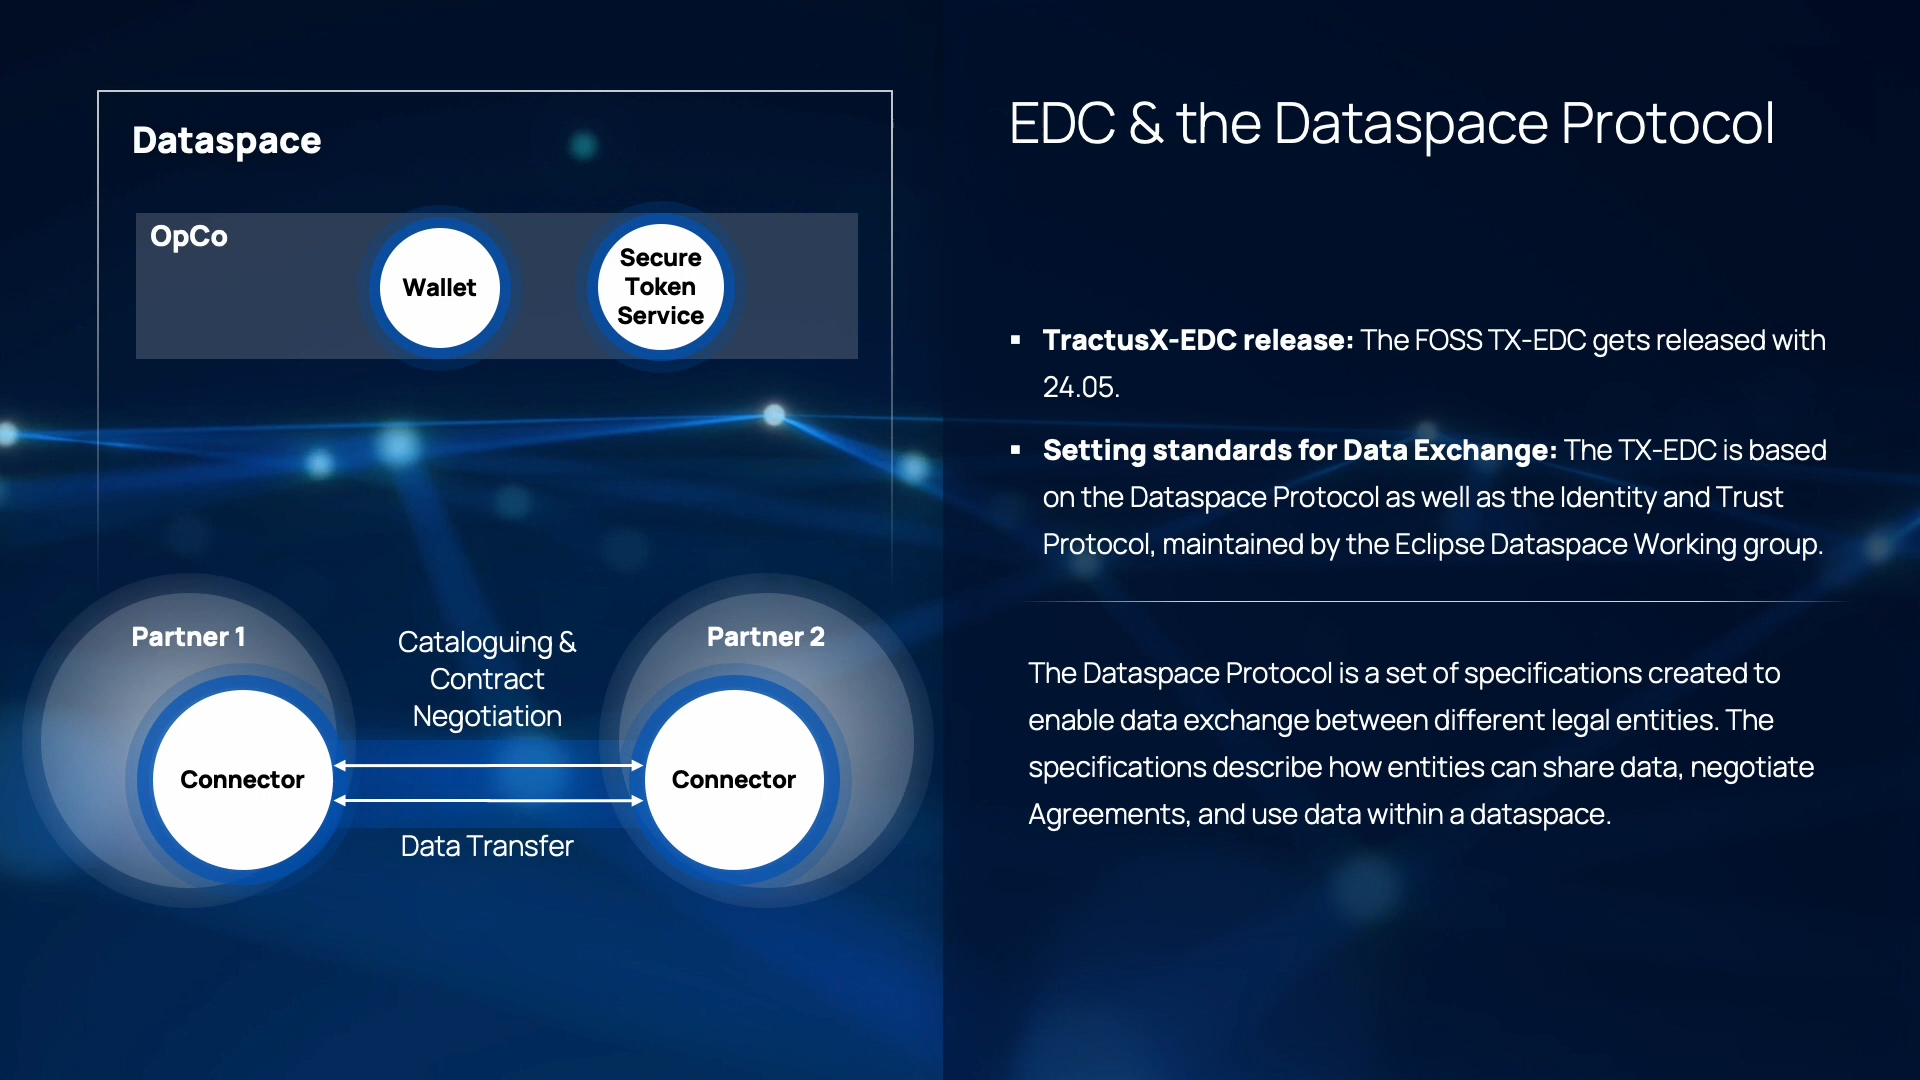 Dataspace
OpCo
Wallet
Secure
Token
Service
Partner 1
Cataloguing &
Contract
Negotiation
Partner 2
Connector
Connector
Data Transfer
EDC & the Dataspace Protocol
▪ TractusX-EDC release: The FOSS TX-EDC gets released with
24.05.
▪ Setting standards for Data Exchange: The TX-EDC is based
on the Dataspace Protocol as well as the Identity and Trust
Protocol, maintained by the Eclipse Dataspace Working group.
The Dataspace Protocol is a set of specifications created to
enable data exchange between different legal entities. The
specifications describe how entities can share data, negotiate
Agreements, and use data within a dataspace.